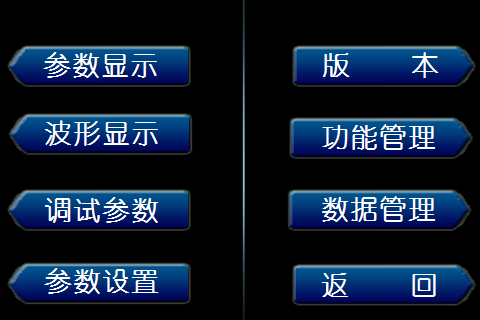 参数显示
波形显示
调试参数
参数设置
版 本
功能管理
数据管理
返 回